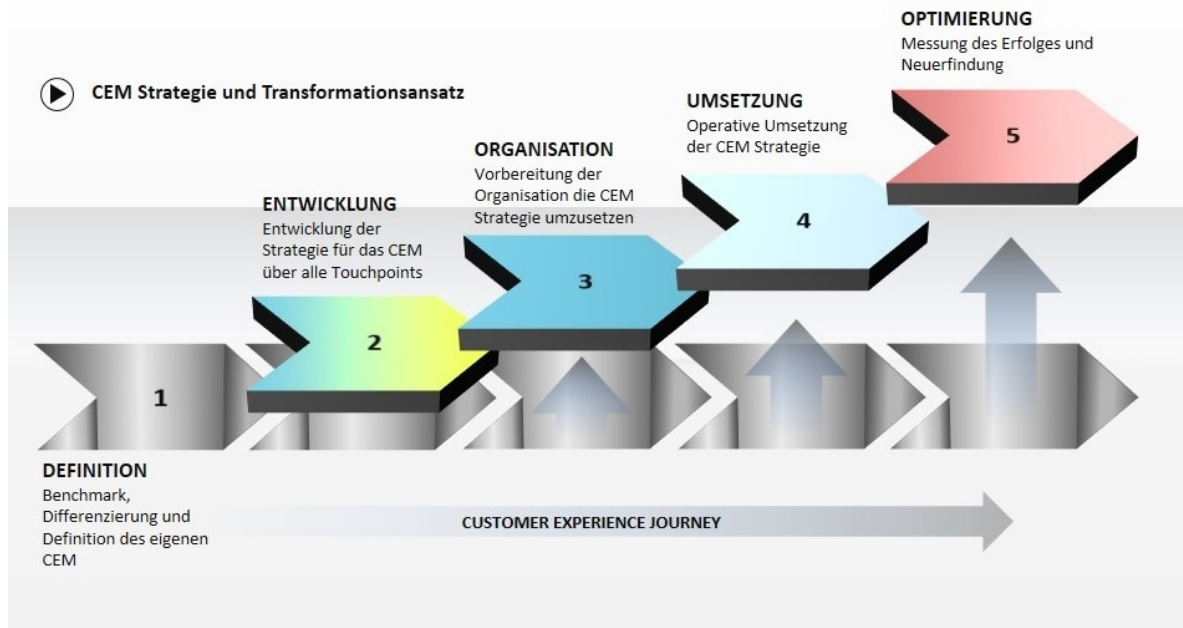 CEM Strategie und Transformationsansatz
1
DEFINITION
Benchmark,
Differenzierung und
Definition des eigenen
CEM
ENTWICKLUNG
Entwicklung der
Strategie für das CEM
über alle Touchpoints
2
ORGANISATION
Vorbereitung der
Organisation die CEM
Strategie umzusetzen
3
UMSETZUNG
Operative Umsetzung
der CEM Strategie
4
OPTIMIERUNG
Messung des Erfolges und
Neuerfindung
5
CUSTOMER EXPERIENCE JOURNEY